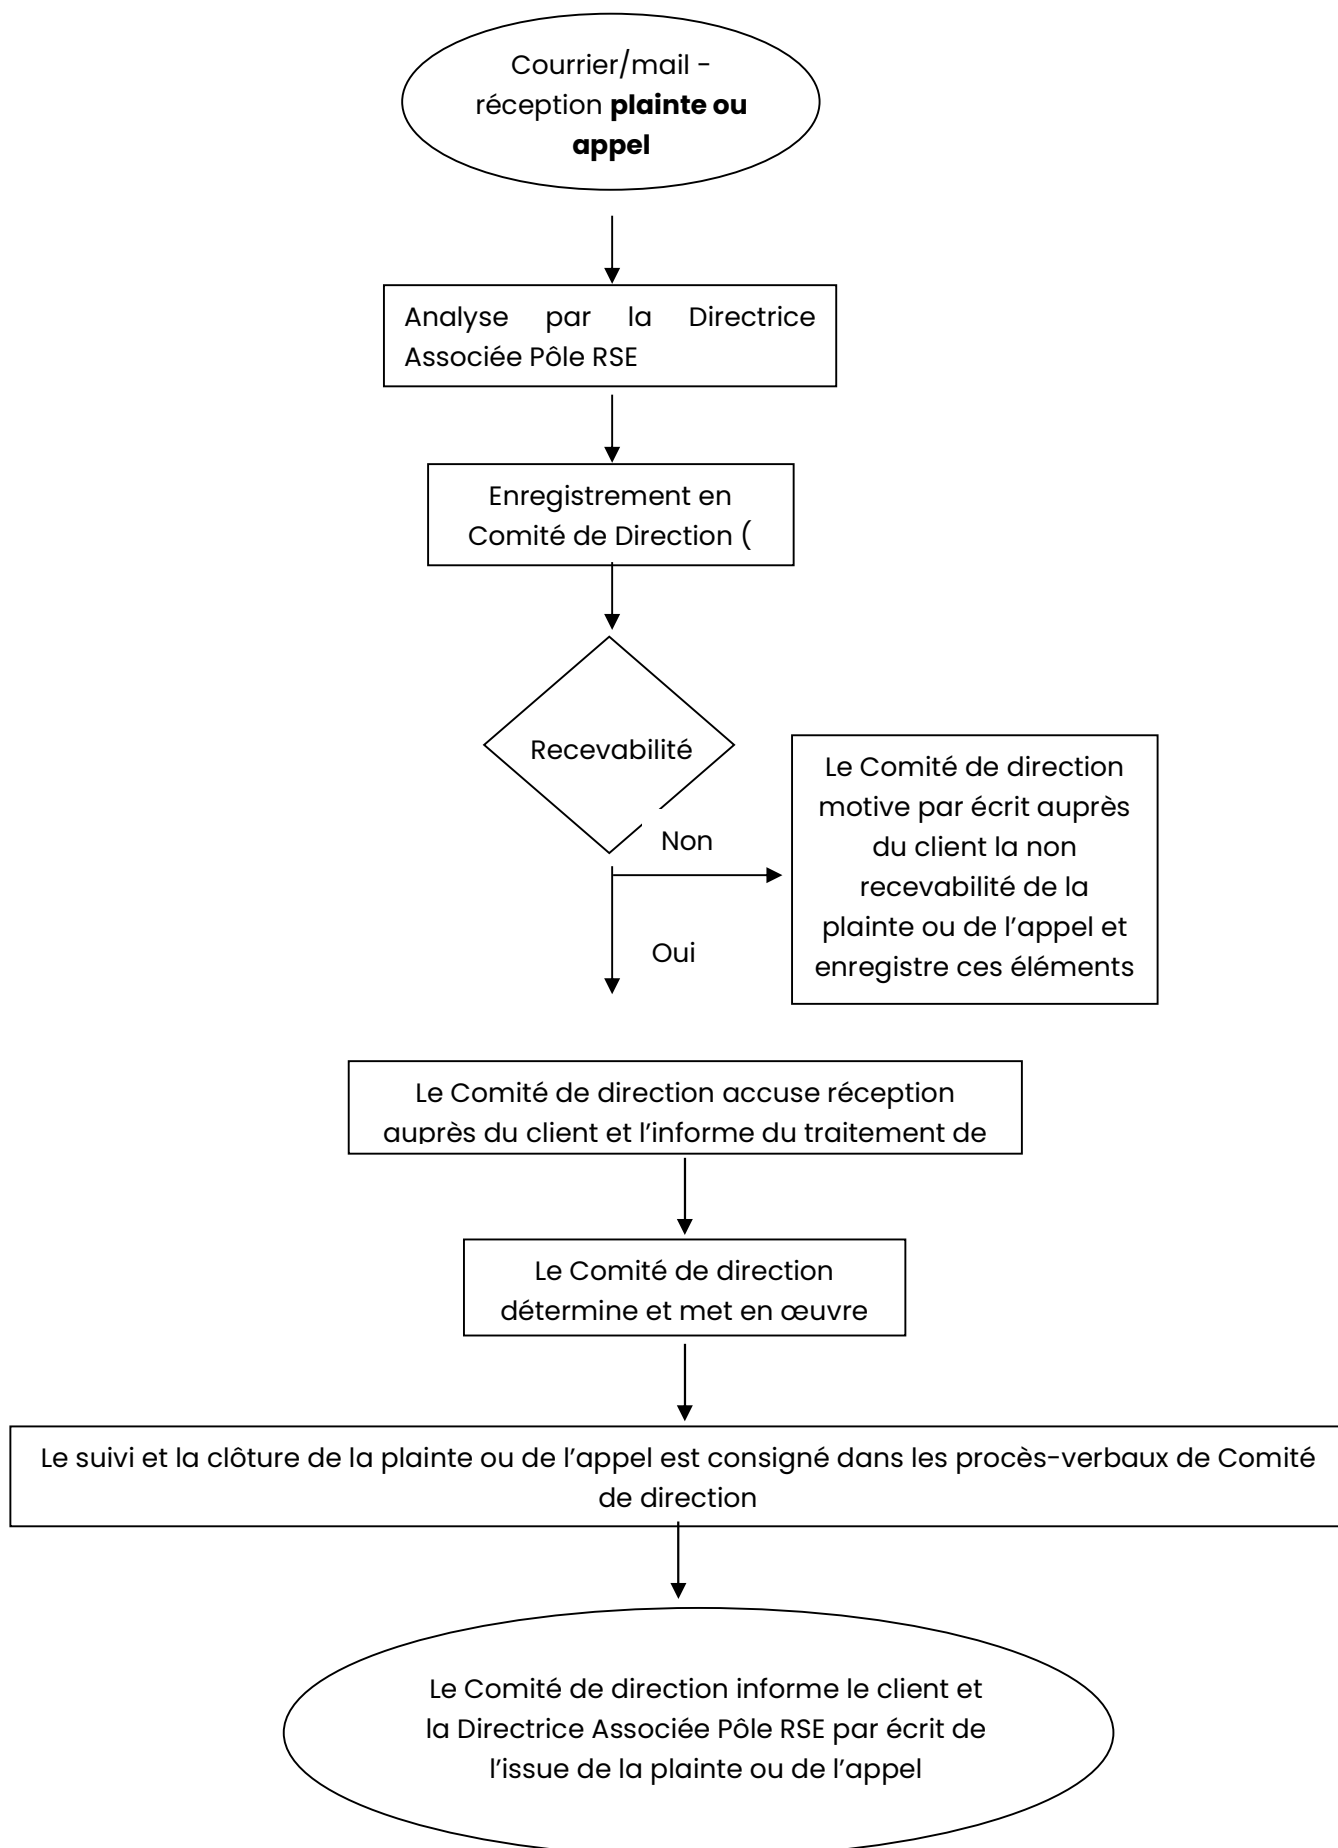 Courrier/mail -
réception plainte ou
appel
Analyse par la Directrice
Associée Pôle RSE
Enregistrement en
Comité de Direction (
Recevabilité
Non
Le Comité de direction
motive par écrit auprès
du client la non
recevabilité de la
plainte ou de l’appel et
enregistre ces éléments
Oui
Le Comité de direction accuse réception
auprès du client et l’informe du traitement de
Le Comité de direction
détermine et met en œuvre
Le suivi et la clôture de la plainte ou de l’appel est consigné dans les procès-verbaux de Comité
de direction
Le Comité de direction informe le client et
la Directrice Associée Pôle RSE par écrit de
l’issue de la plainte ou de l’appel